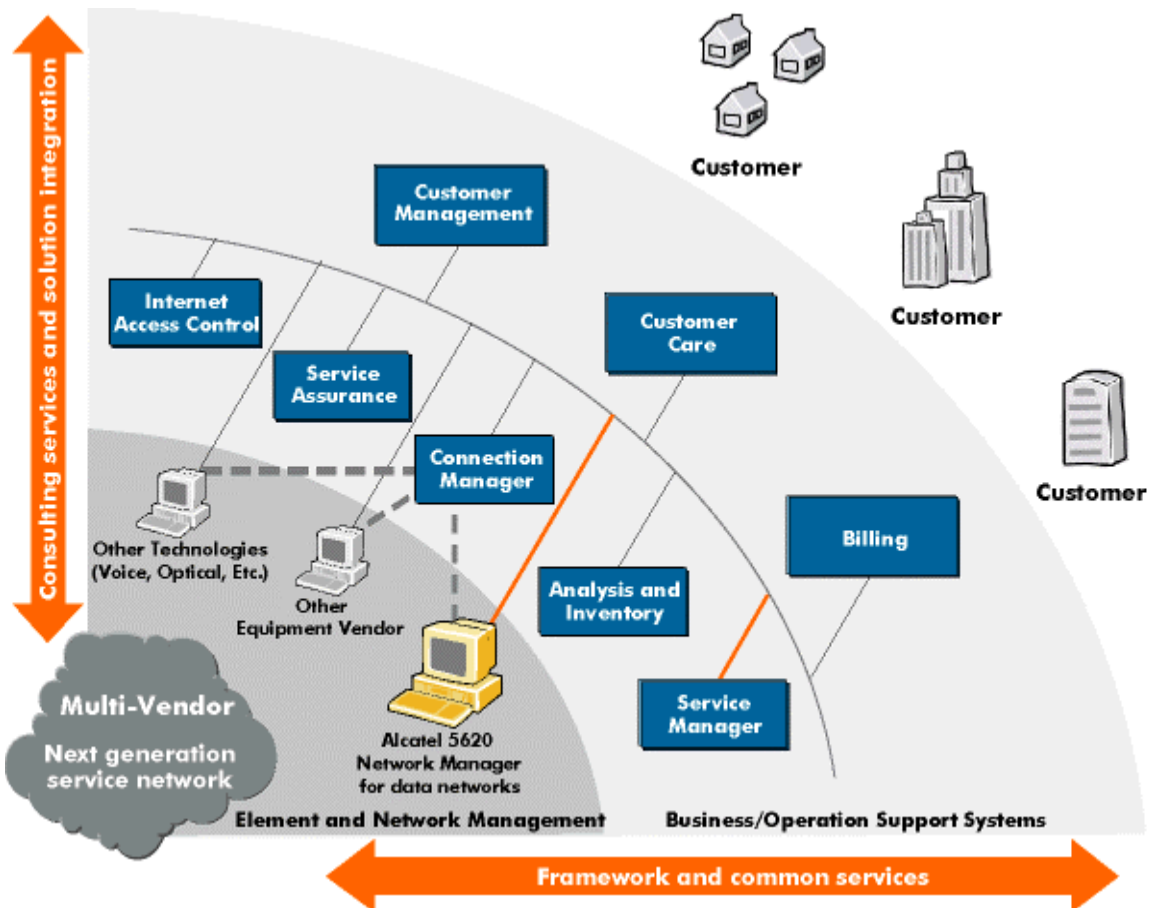 Consulting services and solution integration
Customer
Customer
Management
Customer
Internet
Access Control
Customer
Care
Service
Assurance
Connection
Manager
Customer
Other Technologies
(Voice, Optical, Etc.)
Billing
Other
Equipment Vendor
Analysis and
Inventory
Multi-Vendor
Next generation
service network
Service
Manager
Alcatel 5620
Network Manager
for data networks
Element and Network Management
Business/Operation Support Systems
Framework and common services